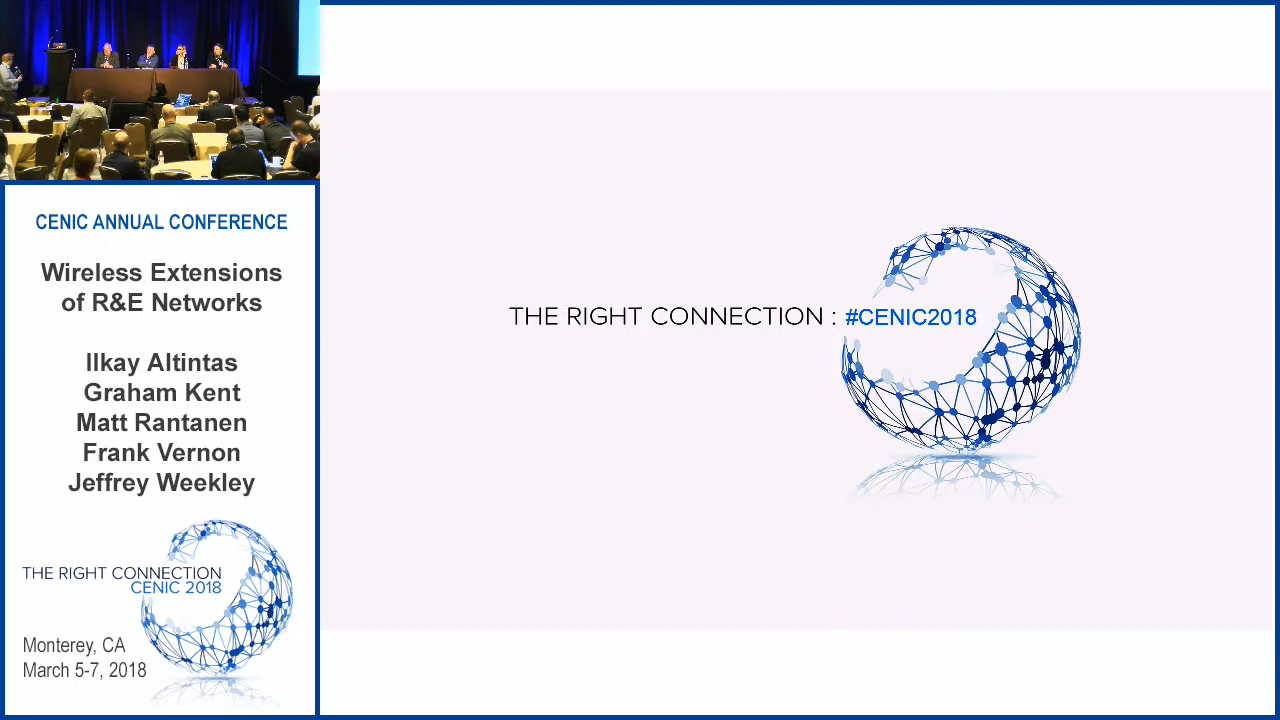 CENIC ANNUAL CONFERENCE
Wireless Extensions
of R&E Networks
Ilkay Altintas
Graham Kent
Matt Rantanen
Frank Vernon
Jeffrey Weekley
THE RIGHT CONNECTION
CENIC 2018
Monterey, CA
March 5-7, 2018
THE RIGHT CONNECTION : #CENIC2018